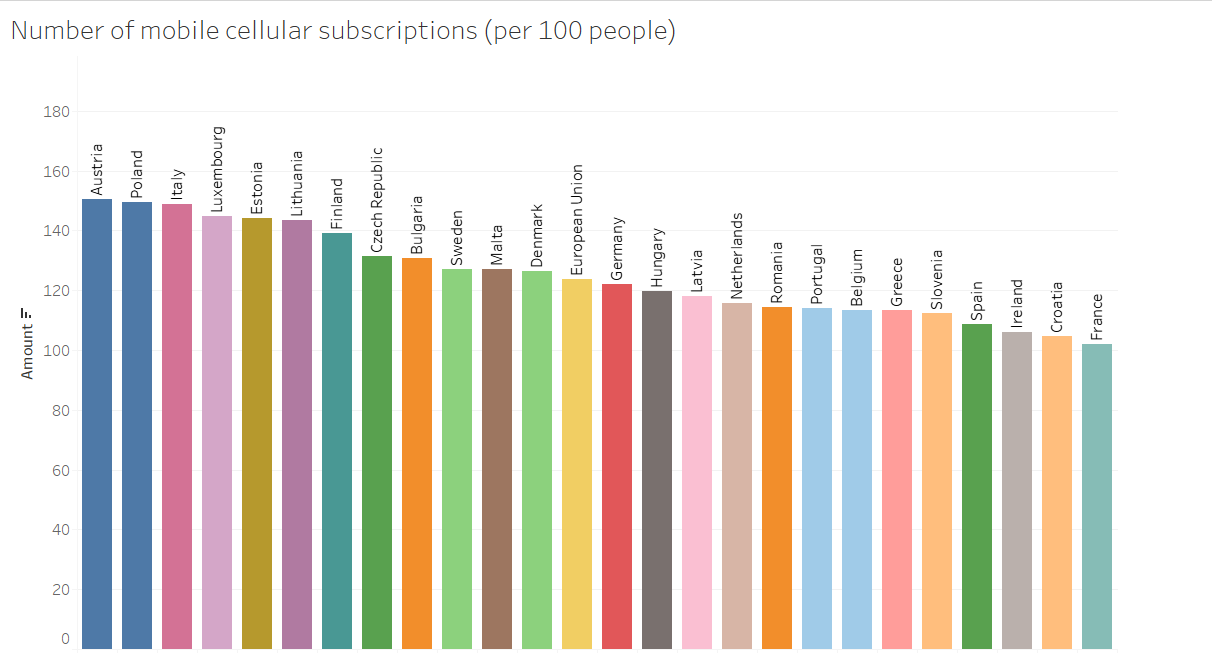 Number of mobile cellular subscriptions (per 100 people)
180
160
140
120
100
80
60
40
20
0
Amount
Austria
Poland
Italy
Luxembourg
Estonia
Lithuania
Finland
Czech Republic
Bulgaria
Sweden
Malta
Denmark
European Union
Germany
Hungary
Latvia
Netherlands
Romania
Portugal
Belgium
Greece
Slovenia
Spain
Ireland
Croatia
France